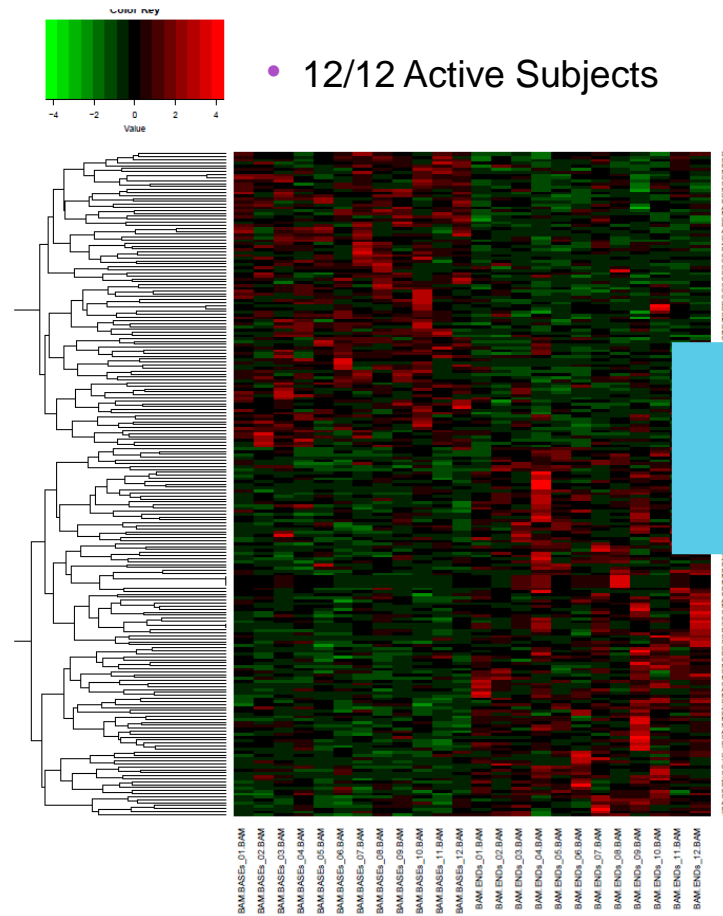 Color Key
−4 −2 0 2 4
Value
• 12/12 Active Subjects
BAM.BASEs_01.BAM
BAM.BASEs_02.BAM
BAM.BASEs_03.BAM
BAM.BASEs_04.BAM
BAM.BASEs_05.BAM
BAM.BASEs_06.BAM
BAM.BASEs_07.BAM
BAM.BASEs_08.BAM
BAM.BASEs_09.BAM
BAM.BASEs_10.BAM
BAM.BASEs_11.BAM
BAM.BASEs_12.BAM
BAM.ENDs_01.BAM
BAM.ENDs_02.BAM
BAM.ENDs_03.BAM
BAM.ENDs_04.BAM
BAM.ENDs_05.BAM
BAM.ENDs_06.BAM
BAM.ENDs_07.BAM
BAM.ENDs_08.BAM
BAM.ENDs_09.BAM
BAM.ENDs_10.BAM
BAM.ENDs_11.BAM
BAM.ENDs_12.BAM